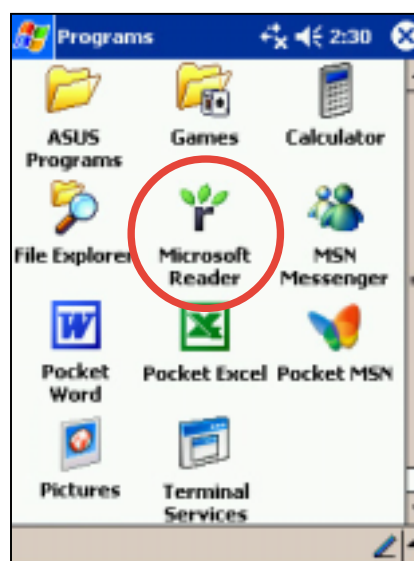 Programs 2:30
ASUS Programs
Games
Calculator
File Explorer
Microsoft Reader
MSN Messenger
Pocket Word
Pocket Excel
Pocket MSN
Pictures
Terminal Services